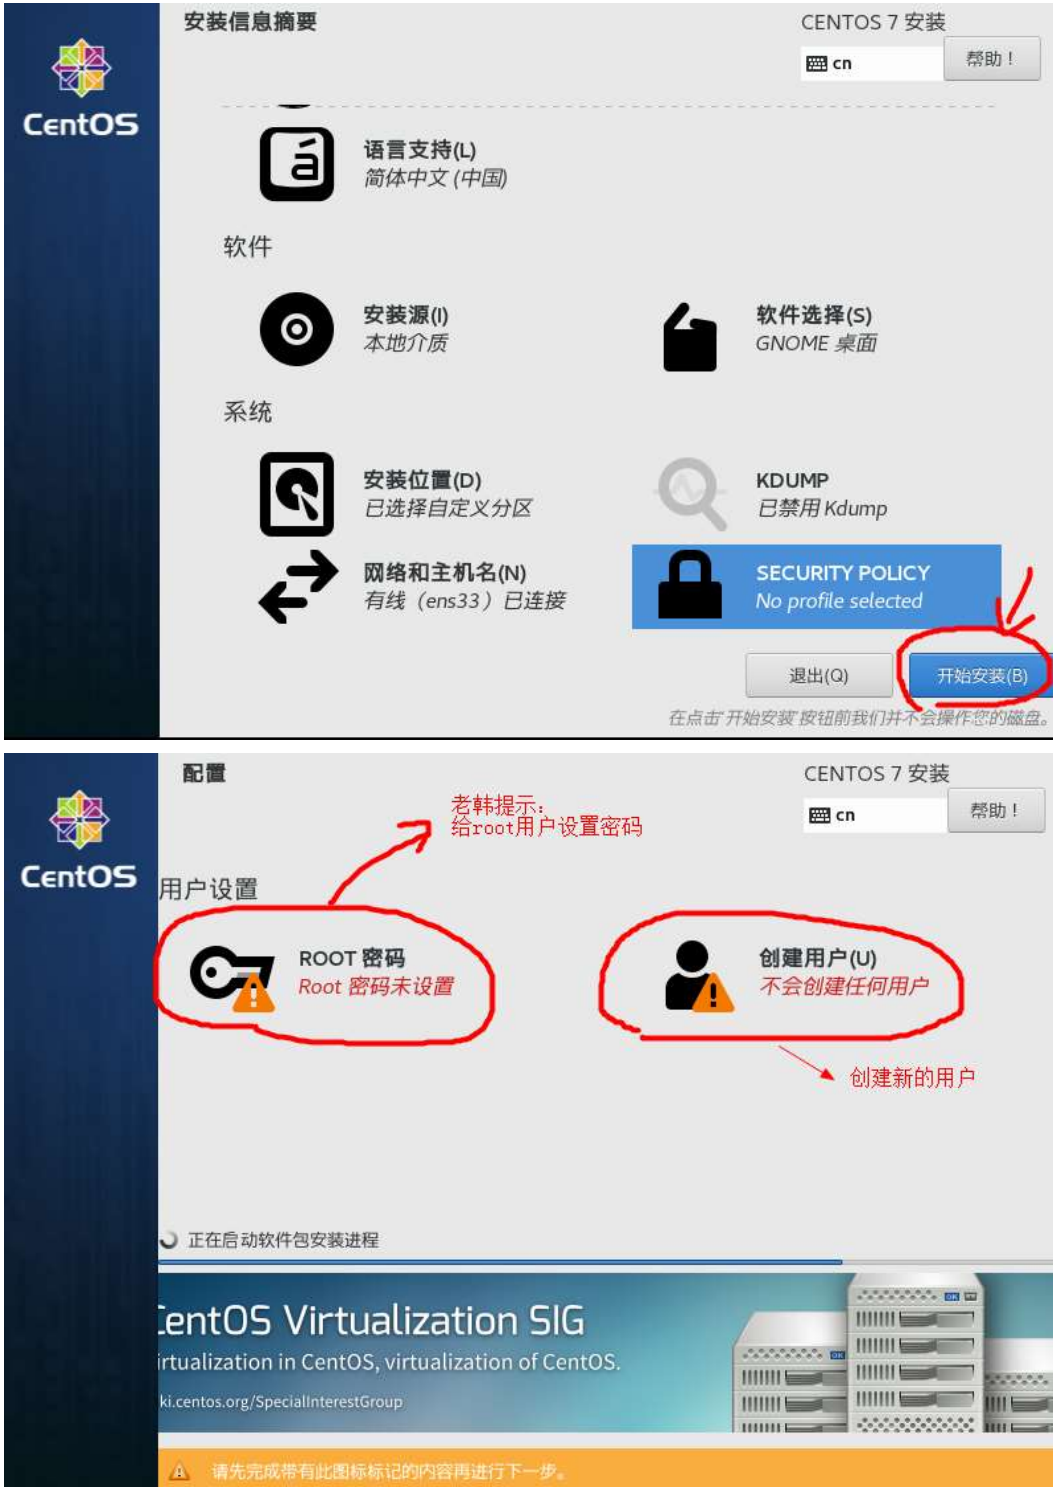 安装信息摘要
CENTOS 7 安装
cn
帮助！
CentOS
语言支持(L)
简体中文 (中国)
软件
安装源(I)
本地介质
软件选择(S)
GNOME 桌面
系统
安装位置(D)
已选择自定义分区
KDUMP
已禁用 Kdump
网络和主机名(N)
有线（ens33）已连接
SECURITY POLICY
No profile selected
退出(Q)
开始安装(B)
在点击"开始安装"按钮前我们并不会操作您的磁盘。
配置
CENTOS 7 安装
cn
帮助！
CentOS
老韩提示：
给root用户设置密码
用户设置
ROOT 密码
Root 密码未设置
创建用户(U)
不会创建任何用户
创建新的用户
正在启动软件包安装进程
CentOS Virtualization SIG
irtualization in CentOS, virtualization of CentOS.
ki.centos.org/SpecialInterestGroup
OK
OK
请先完成带有此图标标记的内容再进行下一步。